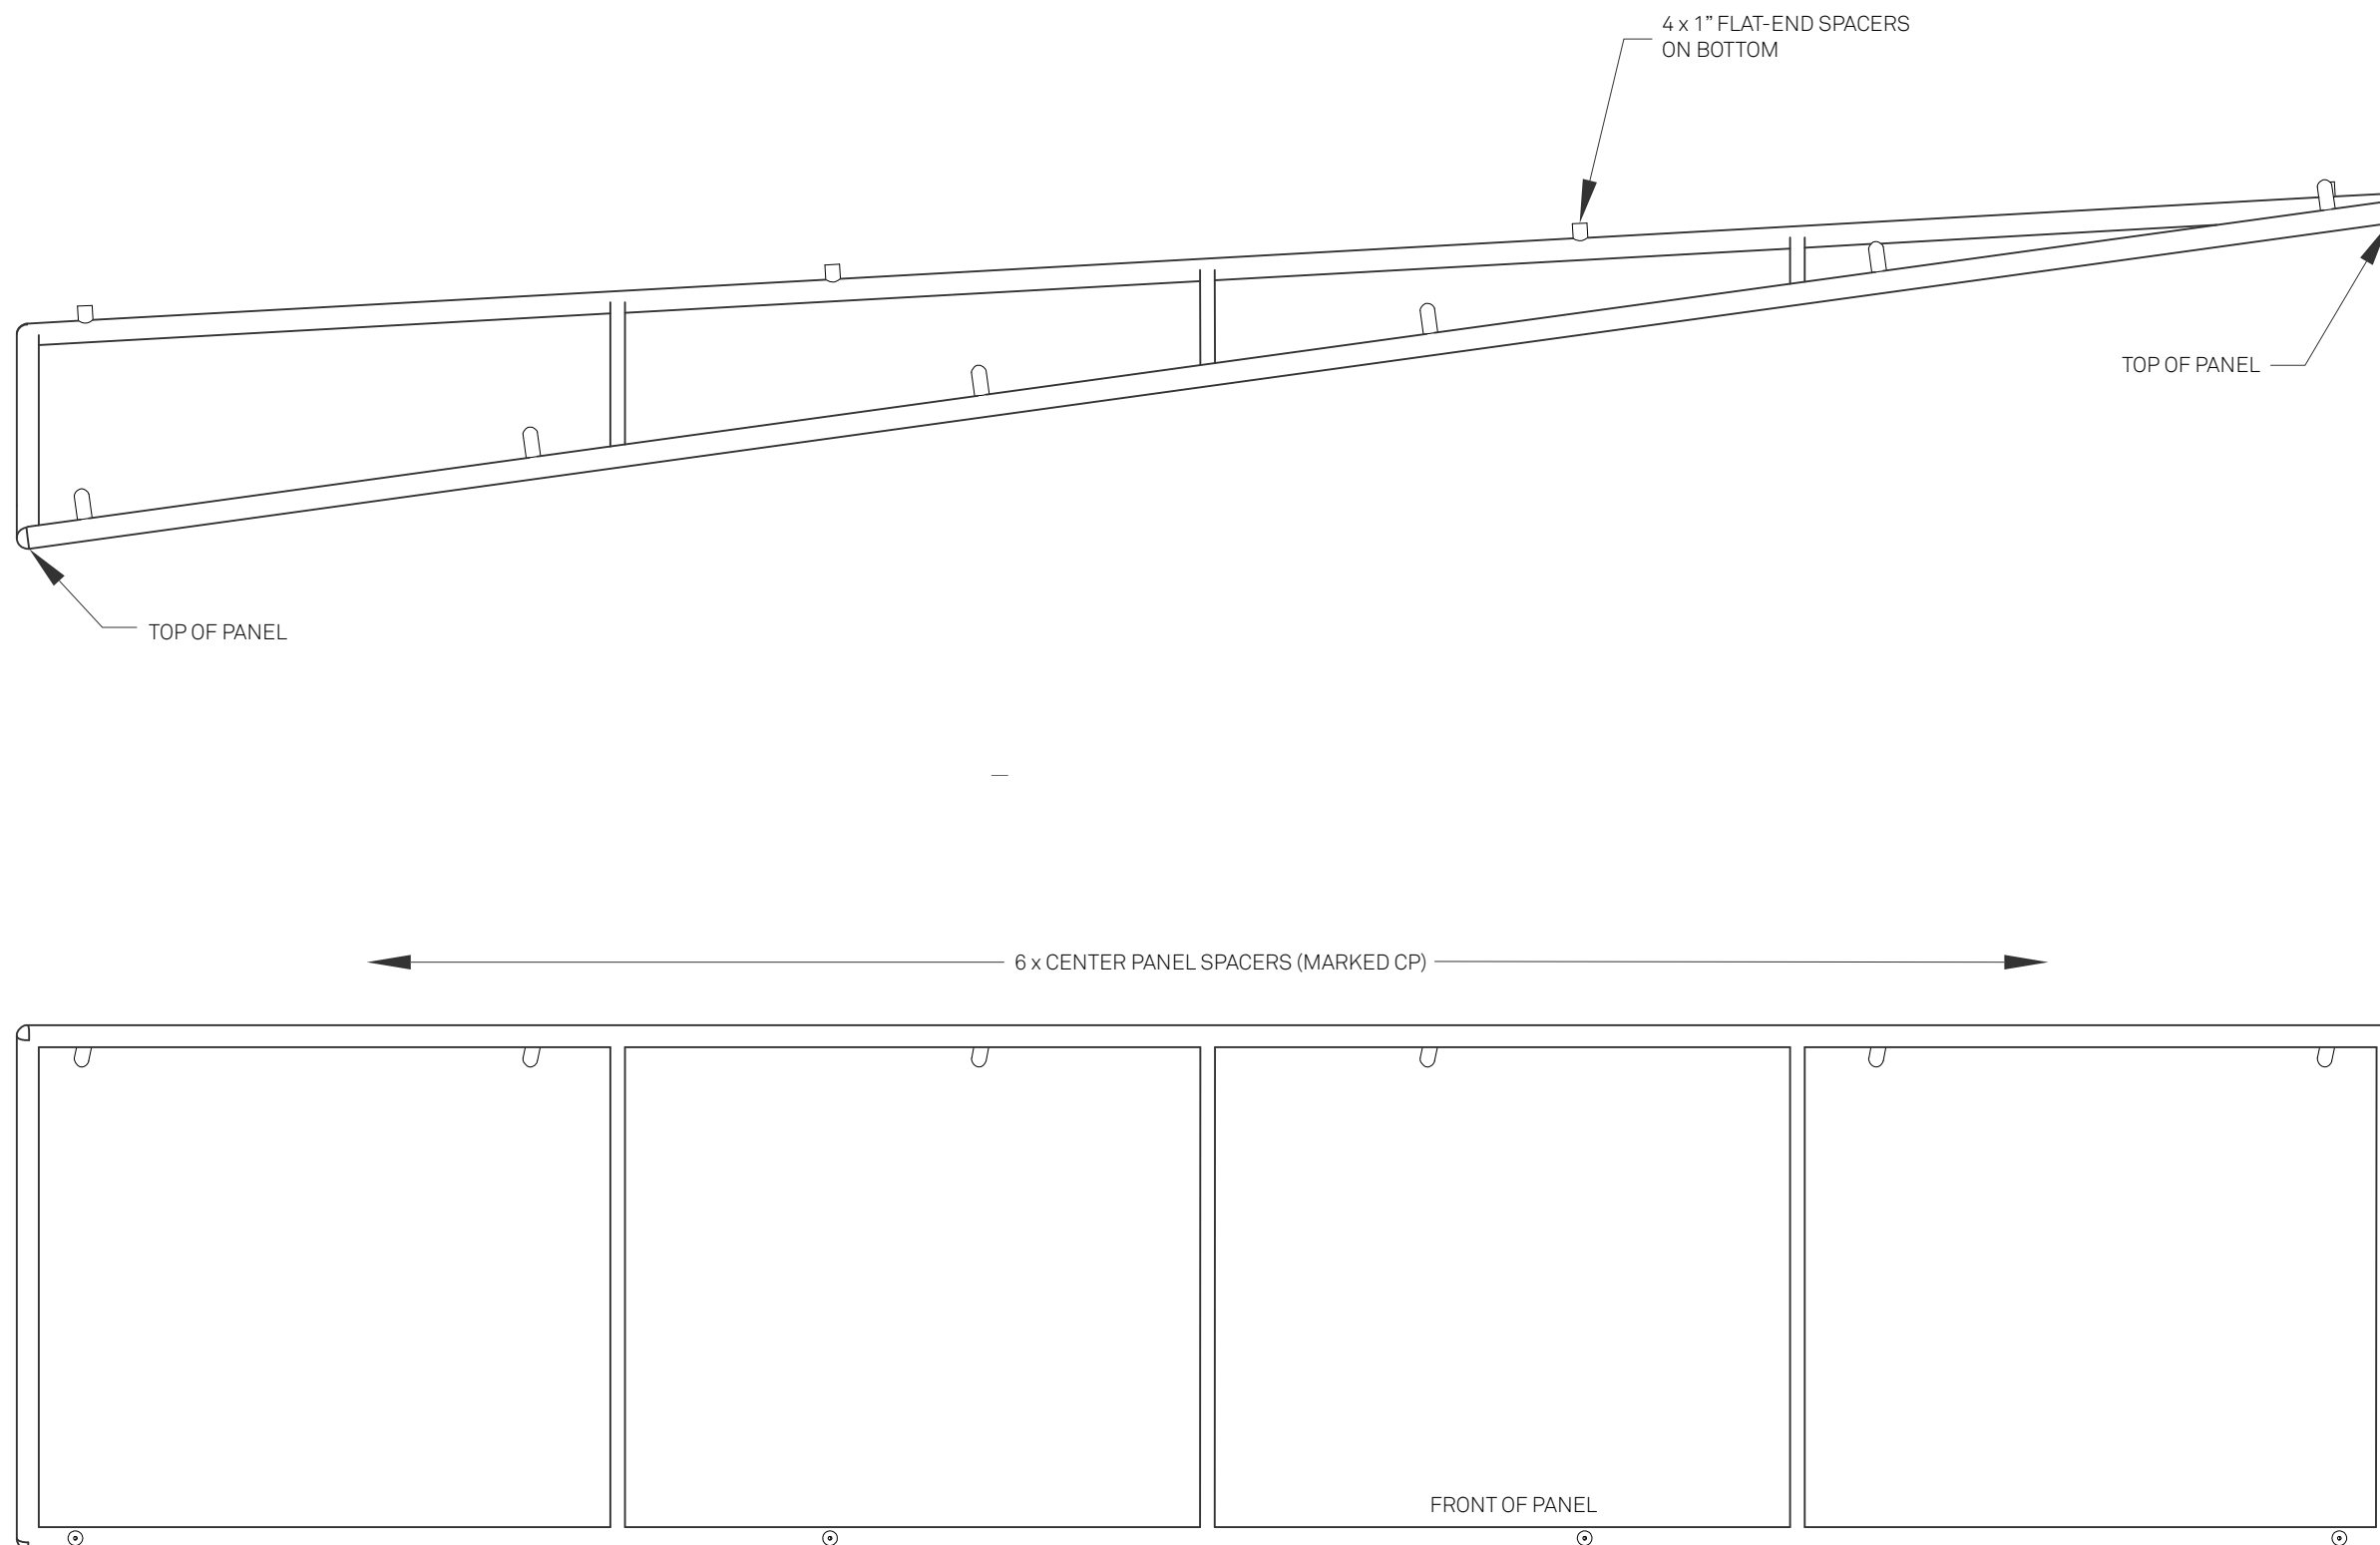 4 x 1” FLAT-END SPACERS
ON BOTTOM
TOP OF PANEL
TOP OF PANEL
6 x CENTER PANEL SPACERS (MARKED CP)
FRONT OF PANEL